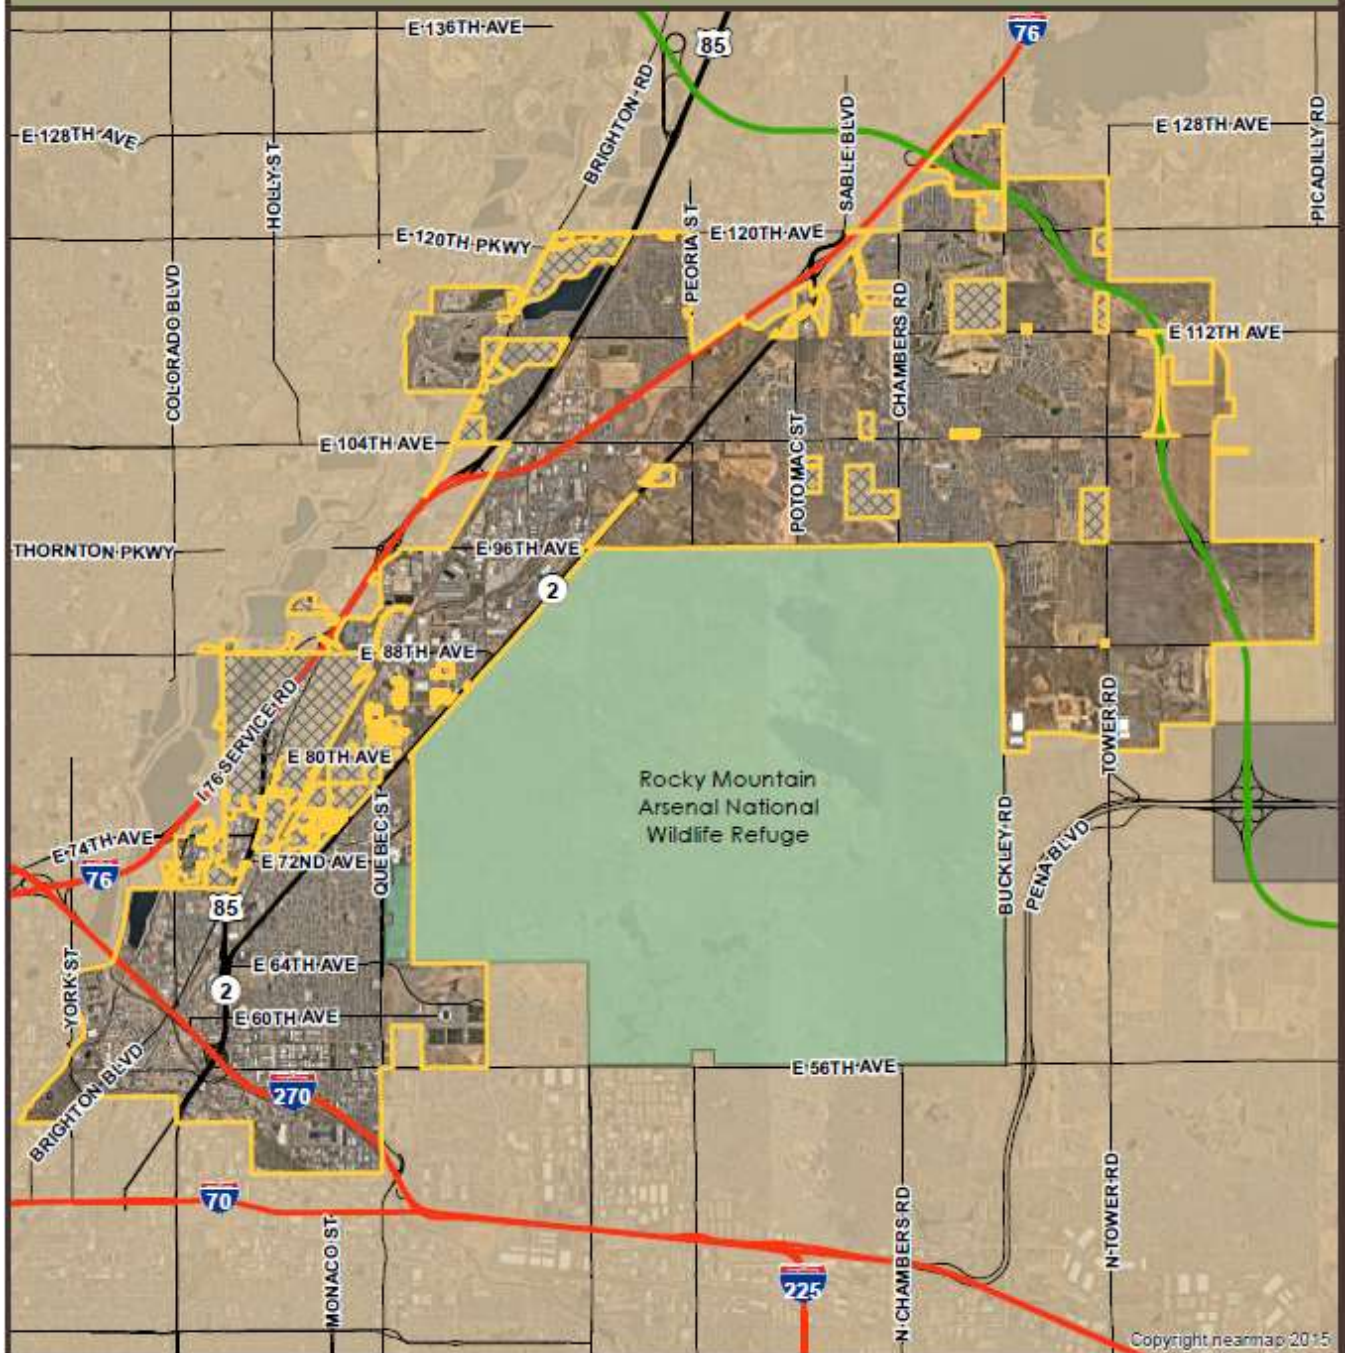 E 136TH AVE
85
76
BRIGHTON RD
SABLE BLVD
PICADILLY RD
E 128TH AVE
E 128TH AVE
HOLLY ST
E 120TH PKWY
PEORIA ST
E 120TH AVE
COLORADO BLVD
CHAMBERS RD
E 112TH AVE
E 104TH AVE
POTOMAC ST
THORNTON PKWY
E 96TH AVE
2
E 88TH AVE
I 76 SERVICE RD
TOWER RD
E 80TH AVE
Rocky Mountain
Arsenal National
Wildlife Refuge
QUEBEC ST
BUCKLEY RD
PENA BLVD
E 74TH AVE
E 72ND AVE
76
85
YORK ST
E 64TH AVE
2
E 60TH AVE
BRIGHTON BLVD
E 56TH AVE
270
70
MONACO ST
N CHAMBERS RD
N TOWER RD
225
Copyright nearmap 2015